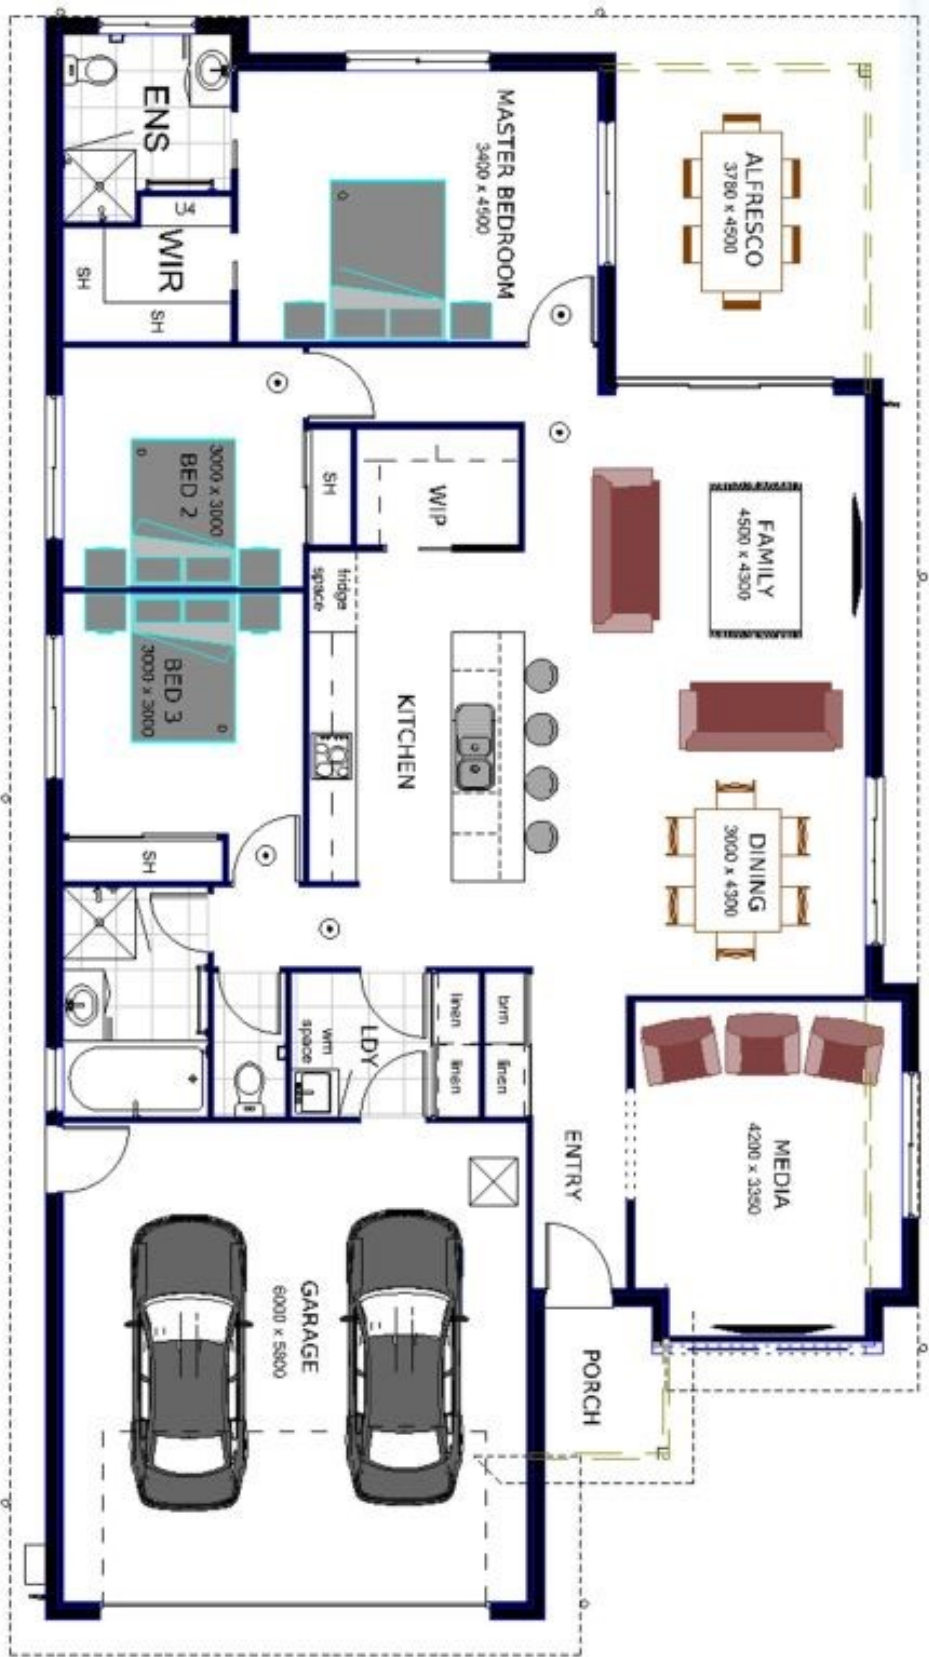 ALFRESCO
3780 x 4500
FAMILY
4500 x 4300
DINING
3000 x 4300
MEDIA
4200 x 3350
MASTER BEDROOM
3400 x 4500
ENTRY
PORCH
brm
linen
WIP
KITCHEN
linen
linen
fridge
space
SH
LDY
wm
space
GARAGE
6000 x 5800
ENS
WIR
U4
SH
SH
3000 x 3000
BED 2
BED 3
3000 x 3000
SH